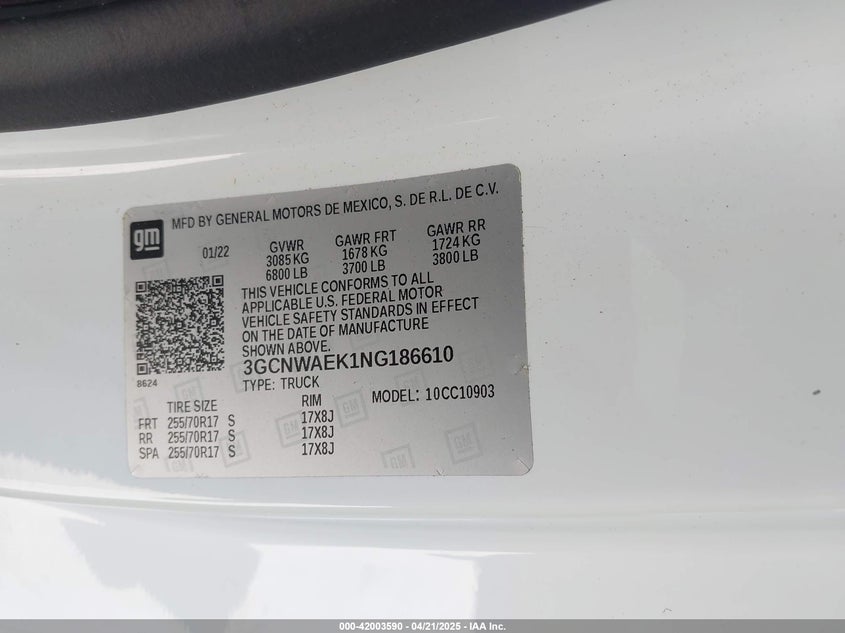 gm
MFD BY GENERAL MOTORS DE MEXICO, S. DE R.L. DE C.V.
01/22 GVWR GAWR FRT GAWR RR
3085 KG 1678 KG 1724 KG
6800 LB 3700 LB 3800 LB
THIS VEHICLE CONFORMS TO ALL
APPLICABLE U.S. FEDERAL MOTOR
VEHICLE SAFETY STANDARDS IN EFFECT
ON THE DATE OF MANUFACTURE
SHOWN ABOVE.
8624
3GCNWAEK1NG186610
TYPE: TRUCK
MODEL: 10CC10903
TIRE SIZE RIM
FRT 255/70R17 S 17X8J
RR 255/70R17 S 17X8J
SPA 255/70R17 S 17X8J
000-42003590 - 04/21/2025 - IAA Inc.